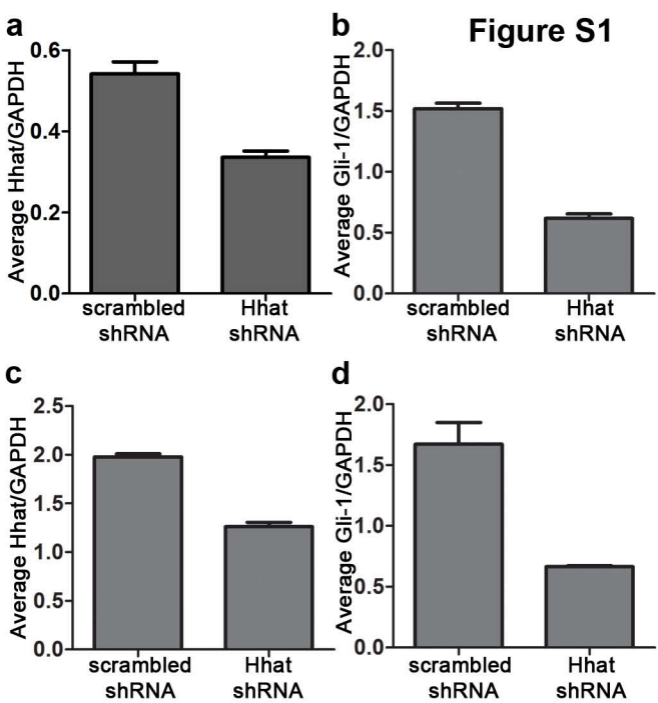 Figure S1
a
Average Hhat/GAPDH
0.6
0.4
0.2
0.0
scrambled
shRNA
Hhat
shRNA
b
Average Gli-1/GAPDH
2.0
1.5
1.0
0.5
0.0
scrambled
shRNA
Hhat
shRNA
c
Average Hhat/GAPDH
2.5
2.0
1.5
1.0
0.5
0.0
scrambled
shRNA
Hhat
shRNA
d
Average Gli-1/GAPDH
2.0
1.5
1.0
0.5
0.0
scrambled
shRNA
Hhat
shRNA